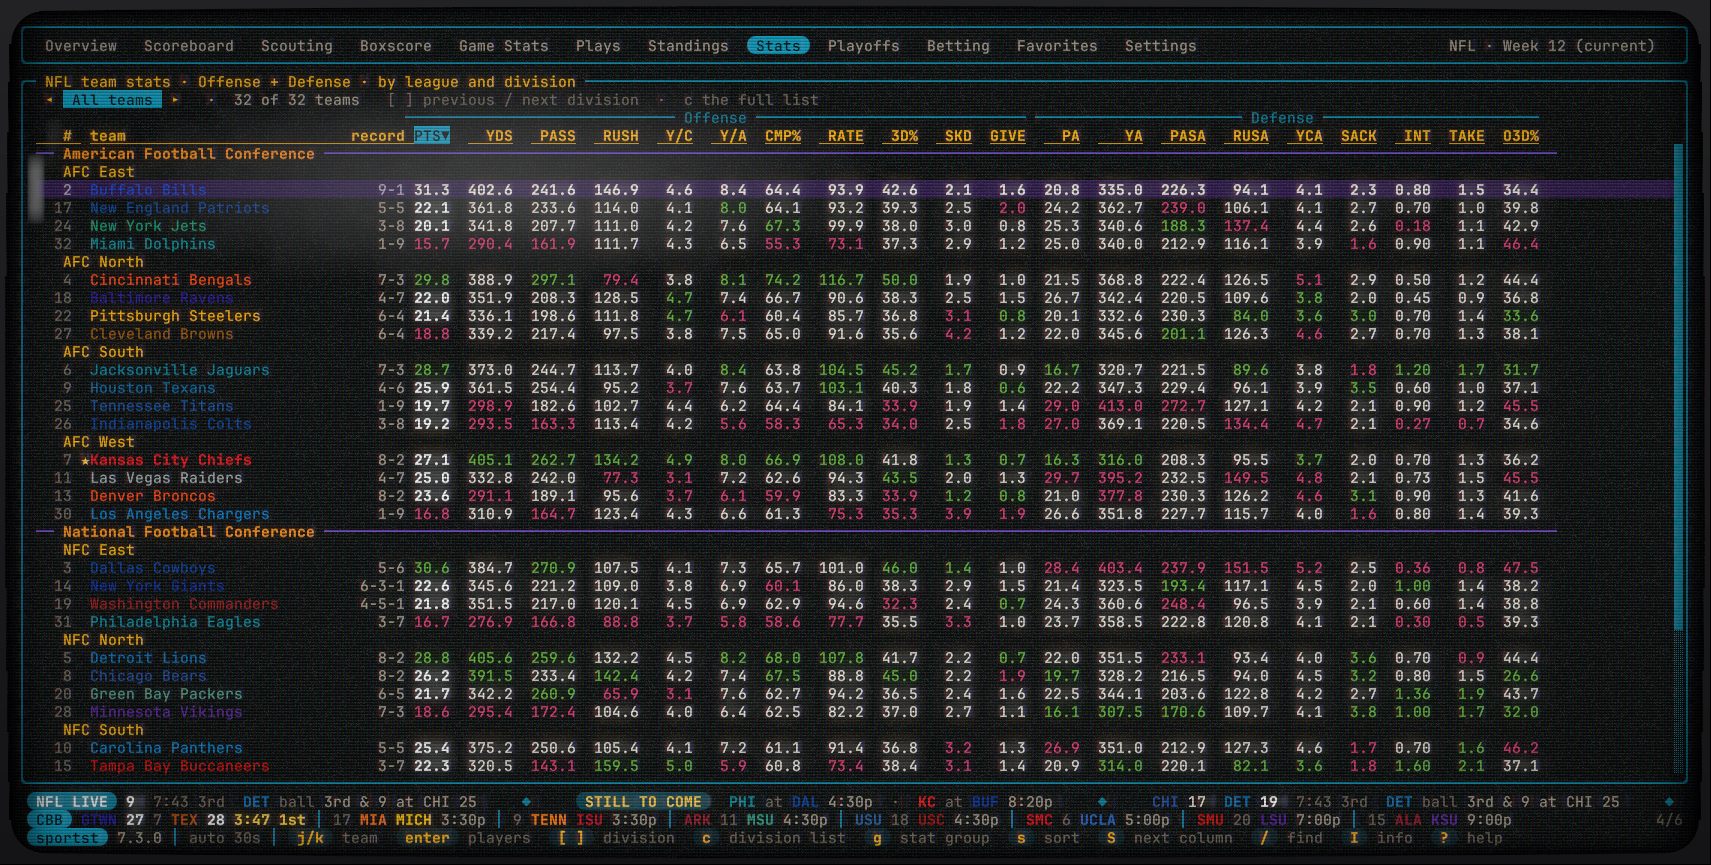 Overview Scoreboard Scouting Boxscore Game Stats Plays Standings Stats Playoffs Betting Favorites Settings NFL · Week 12 (current)
NFL team stats · Offense + Defense · by league and division
◂ All teams ▸ · 32 of 32 teams [ ] previous / next division · c the full list
Offense Defense
# team record PTS▼ YDS PASS RUSH Y/C Y/A CMP% RATE 3D% SKD GIVE PA YA PASA RUSA YCA SACK INT TAKE O3D%
American Football Conference
AFC East
2 Buffalo Bills 9-1 31.3 402.6 241.6 146.9 4.6 8.4 64.4 93.9 42.6 2.1 1.6 20.8 335.0 226.3 94.1 4.1 2.3 0.80 1.5 34.4
17 New England Patriots 5-5 22.1 361.8 233.6 114.0 4.1 8.0 64.1 93.2 39.3 2.5 2.0 24.2 362.7 239.0 106.1 4.1 2.7 0.70 1.0 39.8
24 New York Jets 3-8 20.1 341.8 207.7 111.0 4.2 7.6 67.3 99.9 38.0 3.0 0.8 25.3 340.6 188.3 137.4 4.4 2.6 0.18 1.1 42.9
32 Miami Dolphins 1-9 15.7 290.4 161.9 111.7 4.3 6.5 55.3 73.1 37.3 2.9 1.2 25.0 340.0 212.9 116.1 3.9 1.6 0.90 1.1 46.4
AFC North
4 Cincinnati Bengals 7-3 29.8 388.9 297.1 79.4 3.8 8.1 74.2 116.7 50.0 1.9 1.0 21.5 368.8 222.4 126.5 5.1 2.9 0.50 1.2 44.4
18 Baltimore Ravens 4-7 22.0 351.9 208.3 128.5 4.7 7.4 66.7 90.6 38.3 2.5 1.5 26.7 342.4 220.5 109.6 3.8 2.0 0.45 0.9 36.8
22 Pittsburgh Steelers 6-4 21.4 336.1 198.6 111.8 4.7 6.1 60.4 85.7 36.8 3.1 0.8 20.1 332.6 230.3 84.0 3.6 3.0 0.70 1.4 33.6
27 Cleveland Browns 6-4 18.8 339.2 217.4 97.5 3.8 7.5 65.0 91.6 35.6 4.2 1.2 22.0 345.6 201.1 126.3 4.6 2.7 0.70 1.3 38.1
AFC South
6 Jacksonville Jaguars 7-3 28.7 373.0 244.7 113.7 4.0 8.4 63.8 104.5 45.2 1.7 0.9 16.7 320.7 221.5 89.6 3.8 1.8 1.20 1.7 31.7
9 Houston Texans 4-6 25.9 361.5 254.4 95.2 3.7 7.6 63.7 103.1 40.3 1.8 0.6 22.2 347.3 229.4 96.1 3.9 3.5 0.60 1.0 37.1
25 Tennessee Titans 1-9 19.7 298.9 182.6 102.7 4.4 6.2 64.4 84.1 33.9 1.9 1.4 29.0 413.0 272.7 127.1 4.2 2.1 0.90 1.2 45.5
26 Indianapolis Colts 3-8 19.2 293.5 163.3 113.4 4.2 5.6 58.3 65.3 34.0 2.5 1.8 27.0 369.1 220.5 134.4 4.7 2.1 0.27 0.7 34.6
AFC West
7 ★Kansas City Chiefs 8-2 27.1 405.1 262.7 134.2 4.9 8.0 66.9 108.0 41.8 1.3 0.7 16.3 316.0 208.3 95.5 3.7 2.0 0.70 1.3 36.2
11 Las Vegas Raiders 4-7 25.0 332.8 242.0 77.3 3.1 7.2 62.6 94.3 43.5 2.0 1.3 29.7 395.2 232.5 149.5 4.8 2.1 0.73 1.5 45.5
13 Denver Broncos 8-2 23.6 291.1 189.1 95.6 3.7 6.1 59.9 83.3 33.9 1.2 0.8 21.0 377.8 230.3 126.2 4.6 3.1 0.90 1.3 41.6
30 Los Angeles Chargers 1-9 16.8 310.9 164.7 123.4 4.3 6.6 61.3 75.3 35.3 3.9 1.9 26.6 351.8 227.7 115.7 4.0 1.6 0.80 1.4 39.3
National Football Conference
NFC East
3 Dallas Cowboys 5-6 30.6 384.7 270.9 107.5 4.1 7.3 65.7 101.0 46.0 1.4 1.0 28.4 403.4 237.9 151.5 5.2 2.5 0.36 0.8 47.5
14 New York Giants 6-3-1 22.6 345.6 221.2 109.0 3.8 6.9 60.1 86.0 38.3 2.9 1.5 21.4 323.5 193.4 117.1 4.5 2.0 1.00 1.4 38.2
19 Washington Commanders 4-5-1 21.8 351.5 217.0 120.1 4.5 6.9 62.9 94.6 32.3 2.4 0.7 24.3 360.6 248.4 96.5 3.9 2.1 0.60 1.4 38.8
31 Philadelphia Eagles 3-7 16.7 276.9 166.8 88.8 3.7 5.8 58.6 77.7 35.5 3.3 1.0 23.7 358.5 222.8 120.8 4.1 2.1 0.30 0.5 39.3
NFC North
5 Detroit Lions 8-2 28.8 405.6 259.6 132.2 4.5 8.2 68.0 107.8 41.7 2.2 0.7 22.0 351.5 233.1 93.4 4.0 3.6 0.70 0.9 44.4
8 Chicago Bears 8-2 26.2 391.5 233.4 142.4 4.2 7.4 67.5 88.8 45.0 2.2 1.9 19.7 328.2 216.5 94.0 4.5 3.2 0.80 1.5 26.6
20 Green Bay Packers 6-5 21.7 342.2 260.9 65.9 3.1 7.6 62.7 94.2 36.5 2.4 1.6 22.5 344.1 203.6 122.8 4.2 2.7 1.36 1.9 43.7
28 Minnesota Vikings 7-3 18.6 295.4 172.4 104.6 4.0 6.4 62.5 82.2 37.0 2.7 1.1 16.1 307.5 170.6 109.7 4.1 3.8 1.00 1.7 32.0
NFC South
10 Carolina Panthers 5-5 25.4 375.2 250.6 105.4 4.1 7.2 61.1 91.4 36.8 3.2 1.3 26.9 351.0 212.9 127.3 4.6 1.7 0.70 1.6 46.2
15 Tampa Bay Buccaneers 3-7 22.3 320.5 143.1 159.5 5.0 5.9 60.8 73.4 38.4 3.1 1.4 20.9 314.0 220.1 82.1 3.6 1.8 1.60 2.1 37.1
NFL LIVE 9 7:43 3rd DET ball 3rd & 9 at CHI 25 ◆ STILL TO COME PHI at DAL 4:30p · KC at BUF 8:20p ◆ CHI 17 DET 19 7:43 3rd DET ball 3rd & 9 at CHI 25 ◆
CBB GTWN 27 7 TEX 28 3:47 1st │ 17 MIA MICH 3:30p │ 9 TENN ISU 3:30p │ ARK 11 MSU 4:30p │ USU 18 USC 4:30p │ SMC 6 UCLA 5:00p │ SMU 20 LSU 7:00p │ 15 ALA KSU 9:00p 4/6
sportst 7.3.0 │ auto 30s │ j/k team enter players [ ] division c division list g stat group s sort S next column / find I info ? help